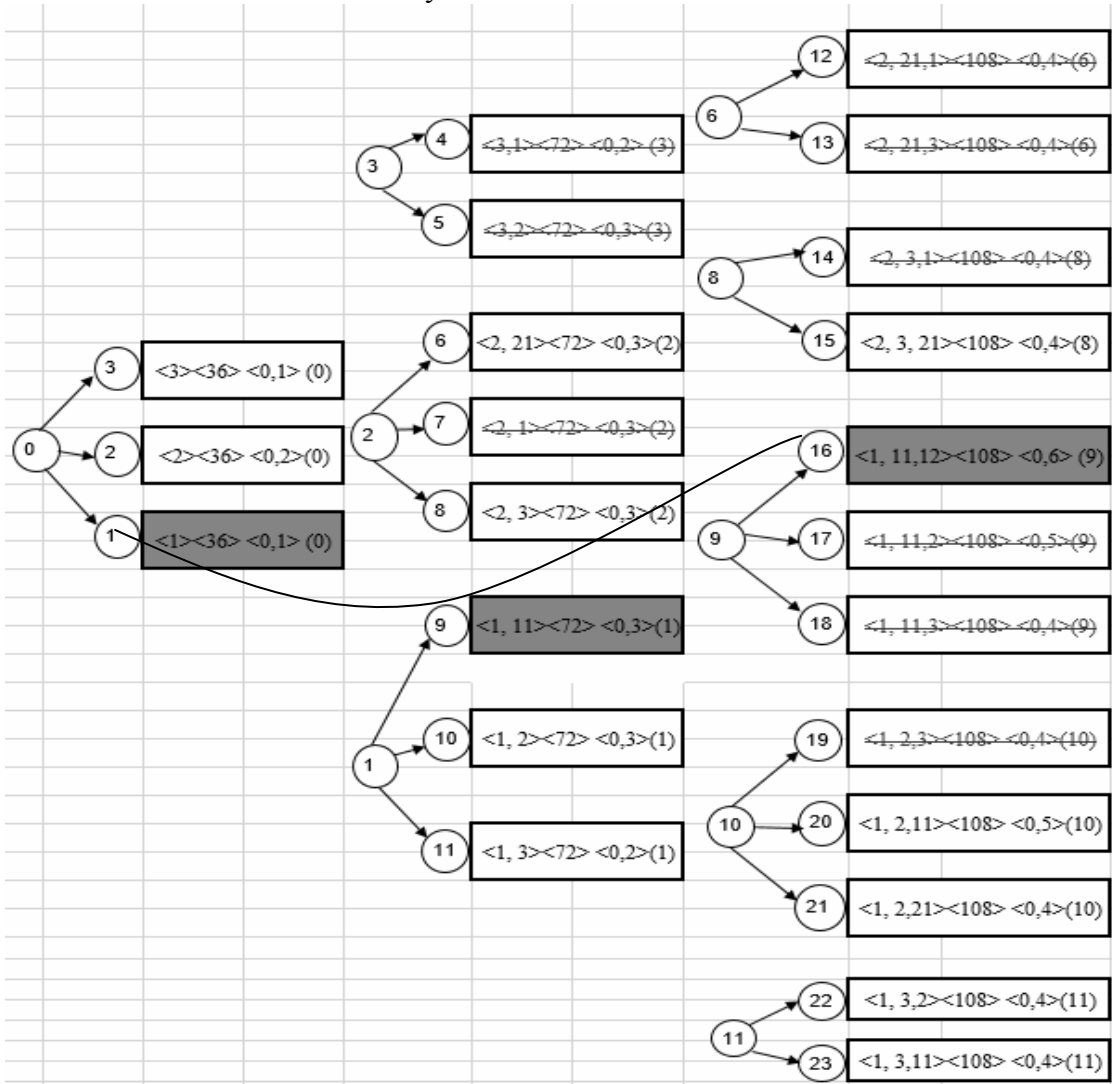 12 <2, 21,1><108> <0,4>(6)
6
13 <2, 21,3><108> <0,4>(6)
4 <3,1><72> <0,2> (3)
3
5 <3,2><72> <0,3>(3)
14 <2, 3,1><108> <0,4>(8)
8
15 <2, 3, 21><108> <0,4>(8)
6 <2, 21><72> <0,3>(2)
3 <3><36> <0,1> (0)
7 <2, 1><72> <0,3>(2)
2
0
2 <2><36> <0,2>(0)
8 <2, 3><72> <0,3>(2)
1 <1><36> <0,1> (0)
16 <1, 11,12><108> <0,6> (9)
9
17 <1, 11,2><108> <0,5>(9)
18 <1, 11,3><108> <0,4>(9)
9 <1, 11><72> <0,3>(1)
10 <1, 2><72> <0,3>(1)
1
11 <1, 3><72> <0,2>(1)
19 <1, 2,3><108> <0,4>(10)
10
20 <1, 2,11><108> <0,5>(10)
21 <1, 2,21><108> <0,4>(10)
22 <1, 3,2><108> <0,4>(11)
11
23 <1, 3,11><108> <0,4>(11)